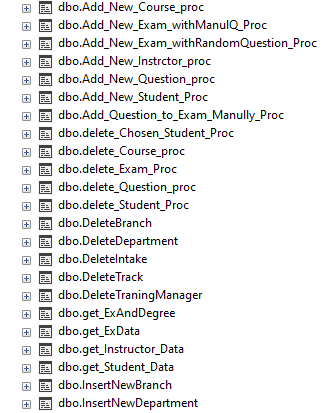 dbo.Add_New_Course_proc
dbo.Add_New_Exam_withManulQ_Proc
dbo.Add_New_Exam_withRandomQuestion_Proc
dbo.Add_New_Instrctor_proc
dbo.Add_New_Question_proc
dbo.Add_New_Student_Proc
dbo.Add_Question_to_Exam_Manully_Proc
dbo.delete_Chosen_Student_Proc
dbo.delete_Course_proc
dbo.delete_Exam_Proc
dbo.delete_Question_proc
dbo.delete_Student_Proc
dbo.DeleteBranch
dbo.DeleteDepartment
dbo.DeleteIntake
dbo.DeleteTrack
dbo.DeleteTraningManager
dbo.get_ExAndDegree
dbo.get_ExData
dbo.get_Instructor_Data
dbo.get_Student_Data
dbo.InsertNewBranch
dbo.InsertNewDepartment